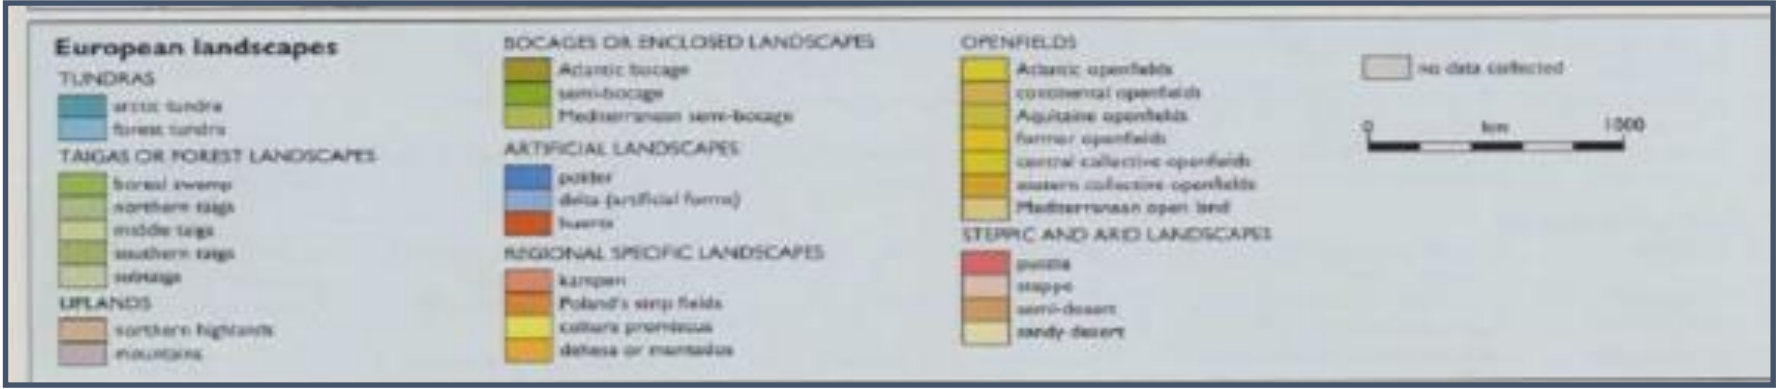 European landscapes
TUNDRAS
arctic tundra
forest tundra
TAIGAS OR FOREST LANDSCAPES
boreal swamp
northern taiga
middle taiga
southern taiga
subtaiga
UPLANDS
northern highlands
mountains
BOCAGES OR ENCLOSED LANDSCAPES
Atlantic bocage
semi-bocage
Mediterranean semi-bocage
ARTIFICIAL LANDSCAPES
polder
delta (artificial forms)
huerta
REGIONAL SPECIFIC LANDSCAPES
kampen
Poland's strip fields
coltura promiscua
dehesa or montados
OPENFIELDS
Atlantic openfields
continental openfields
Aquitaine openfields
former openfields
central collective openfields
eastern collective openfields
Mediterranean open land
STEPPIC AND ARID LANDSCAPES
puszta
steppe
semi-desert
sandy desert
no data collected
0 km 1000